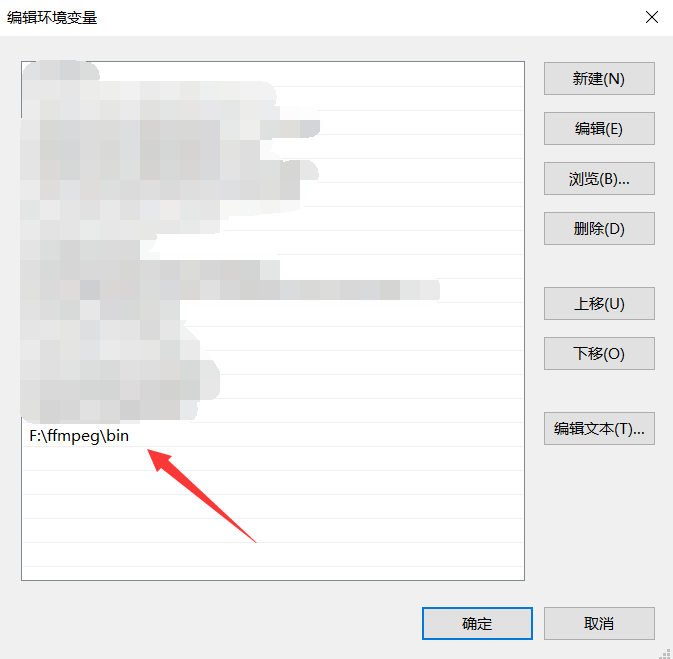 编辑环境变量
新建(N)
编辑(E)
浏览(B)...
删除(D)
上移(U)
下移(O)
编辑文本(T)...
F:\ffmpeg\bin
确定
取消